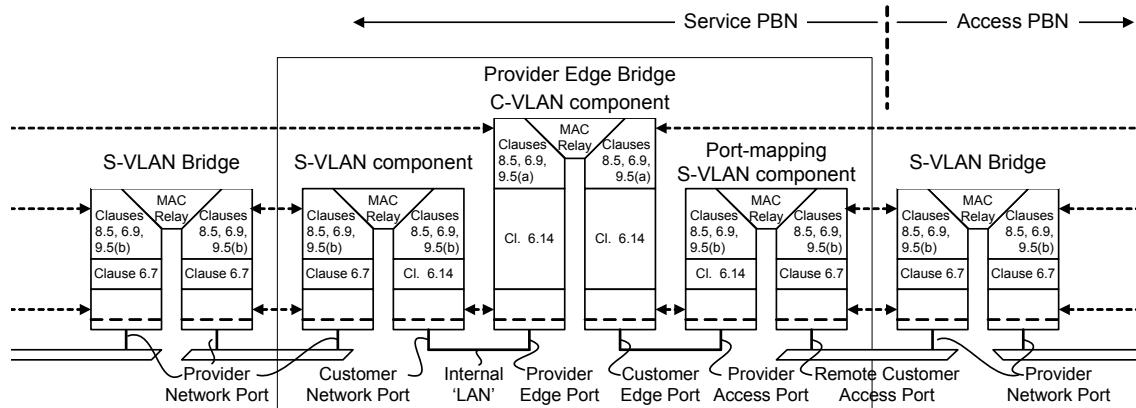 Service PBN
Access PBN
Provider Edge Bridge
C-VLAN component
S-VLAN Bridge
S-VLAN component
Port-mapping
S-VLAN component
S-VLAN Bridge
Clauses
8.5, 6.9,
9.5(a)
MAC
Relay
Clauses
8.5, 6.9,
9.5(a)
Cl. 6.14
Cl. 6.14
Clauses
8.5, 6.9,
9.5(b)
MAC
Relay
Clauses
8.5, 6.9,
9.5(b)
Clause 6.7
Clause 6.7
Clauses
8.5, 6.9,
9.5(b)
MAC
Relay
Clauses
8.5, 6.9,
9.5(b)
Clause 6.7
Cl. 6.14
Clauses
8.5, 6.9,
9.5(b)
MAC
Relay
Clauses
8.5, 6.9,
9.5(b)
Cl. 6.14
Clause 6.7
Clauses
8.5, 6.9,
9.5(b)
MAC
Relay
Clauses
8.5, 6.9,
9.5(b)
Clause 6.7
Clause 6.7
Provider
Network Port
Customer
Network Port
Internal
‘LAN’
Provider
Edge Port
Customer
Edge Port
Provider
Access Port
Remote Customer
Access Port
Provider
Network Port